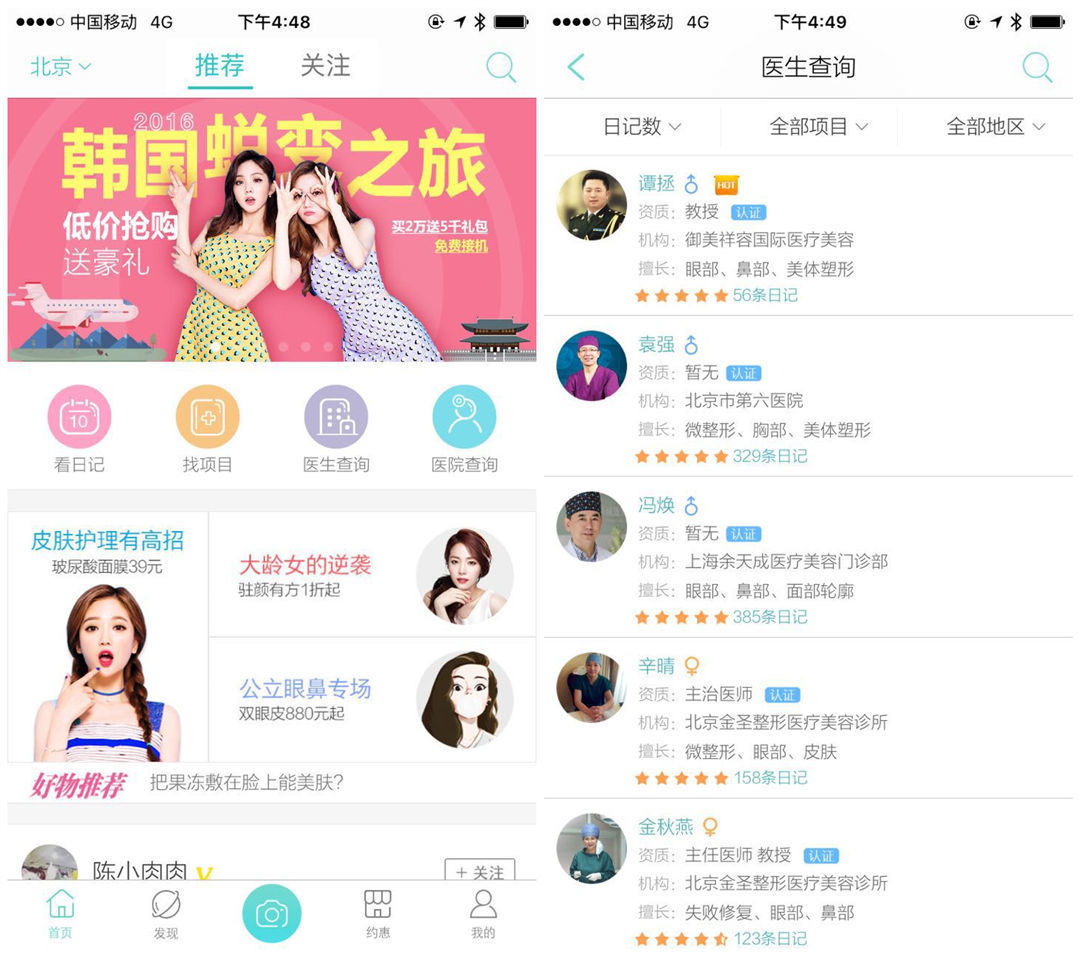 中国移动 4G 下午4:48
北京 推荐 关注
2016
韩国蜕变之旅
低价抢购
送豪礼
买2万送5千礼包
免费接机
10
看日记 找项目 医生查询 医院查询
皮肤护理有高招
玻尿酸面膜39元
大龄女的逆袭
驻颜有方1折起
公立眼鼻专场
双眼皮880元起
好物推荐 把果冻敷在脸上能美肤?
陈小肉肉 V + 关注
首页 发现 约惠 我的
中国移动 4G 下午4:49
医生查询
日记数 全部项目 全部地区
谭拯 HOT
资质: 教授 认证
机构: 御美祥容国际医疗美容
擅长: 眼部、鼻部、美体塑形
56条日记
袁强
资质: 暂无 认证
机构: 北京市第六医院
擅长: 微整形、胸部、美体塑形
329条日记
冯焕
资质: 暂无 认证
机构: 上海余天成医疗美容门诊部
擅长: 眼部、鼻部、面部轮廓
385条日记
辛晴
资质: 主治医师 认证
机构: 北京金圣整形医疗美容诊所
擅长: 微整形、眼部、皮肤
158条日记
金秋燕
资质: 主任医师 教授 认证
机构: 北京金圣整形医疗美容诊所
擅长: 失败修复、眼部、鼻部
123条日记